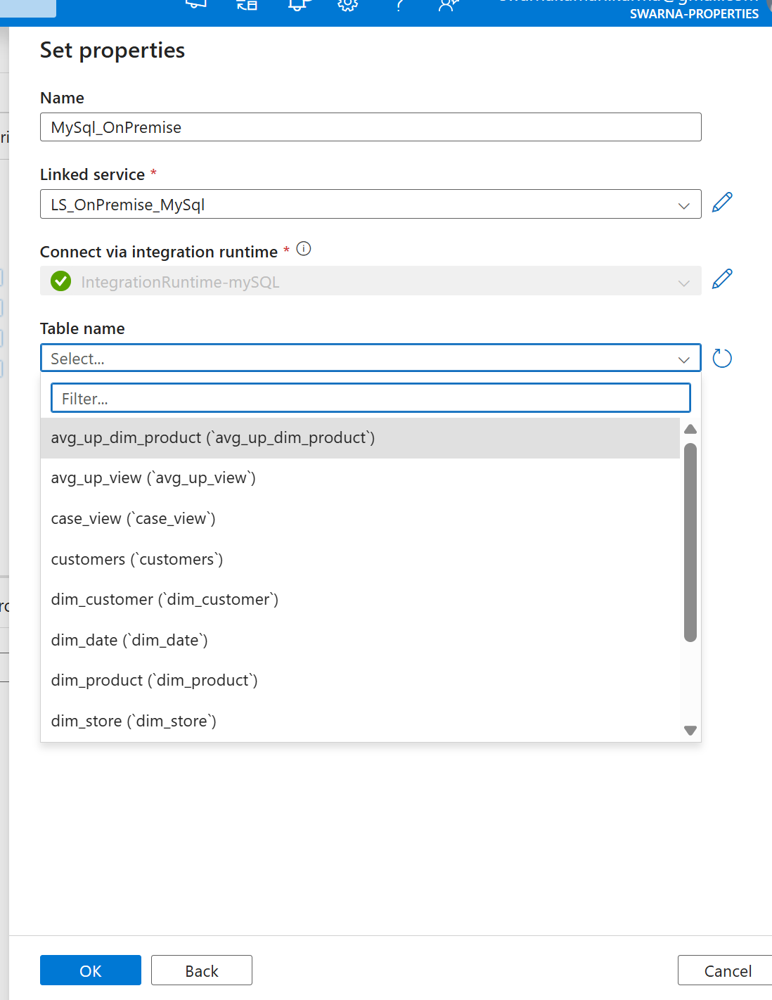 SWARNA-PROPERTIES
Set properties
Name
MySql_OnPremise
Linked service *
LS_OnPremise_MySql
Connect via integration runtime *
IntegrationRuntime-mySQL
Table name
Select...
Filter...
avg_up_dim_product (`avg_up_dim_product`)
avg_up_view (`avg_up_view`)
case_view (`case_view`)
customers (`customers`)
dim_customer (`dim_customer`)
dim_date (`dim_date`)
dim_product (`dim_product`)
dim_store (`dim_store`)
OK
Back
Cancel